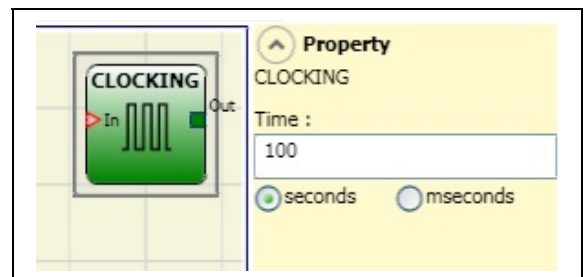 CLOCKING
In
Out
Property
CLOCKING
Time :
100
seconds mseconds